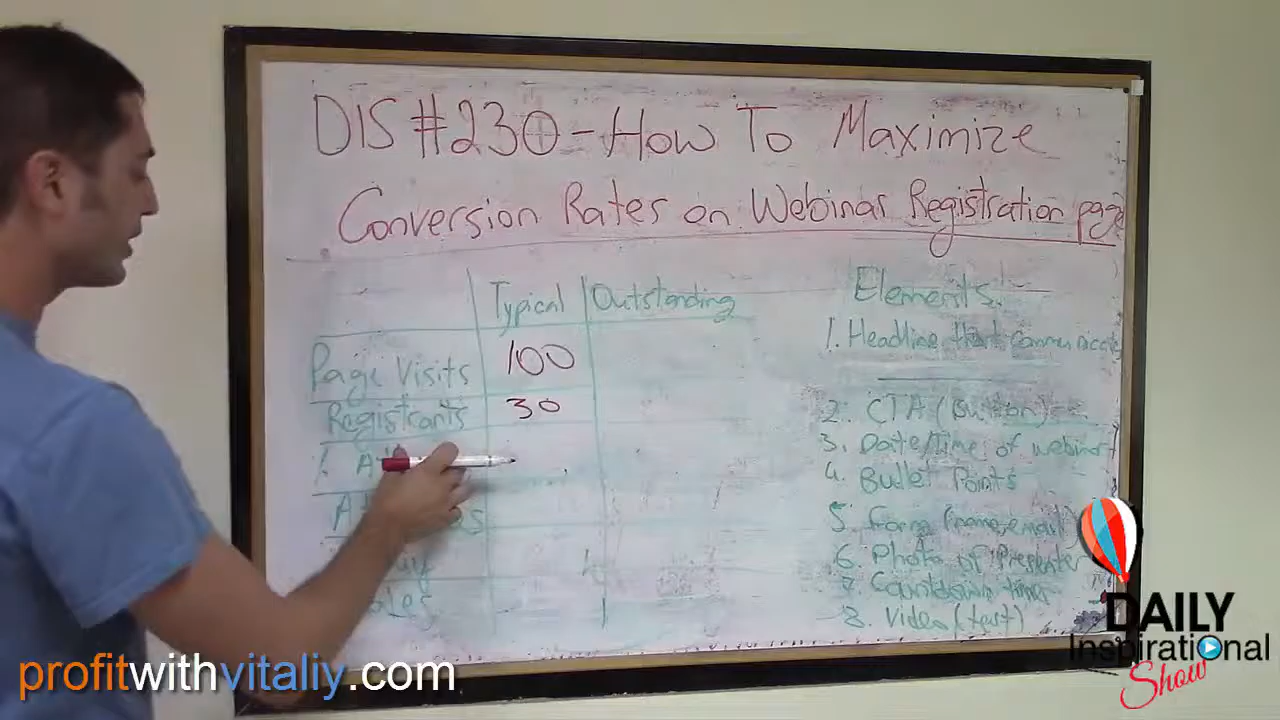 DIS #230 - How To Maximize
Conversion Rates on Webinar Registration page
Typical Outstanding
Page Visits 100
Registrants 30
Elements
1. Headline that communicates
2. CTA (Button)
3. Date/Time of webinar
4. Bullet Points
5. Form (name, email)
6. Photo of Presenter
7. Countdown timer
8. Video (test)
profitwithvitaliy.com
DAILY
Inspirational
Show